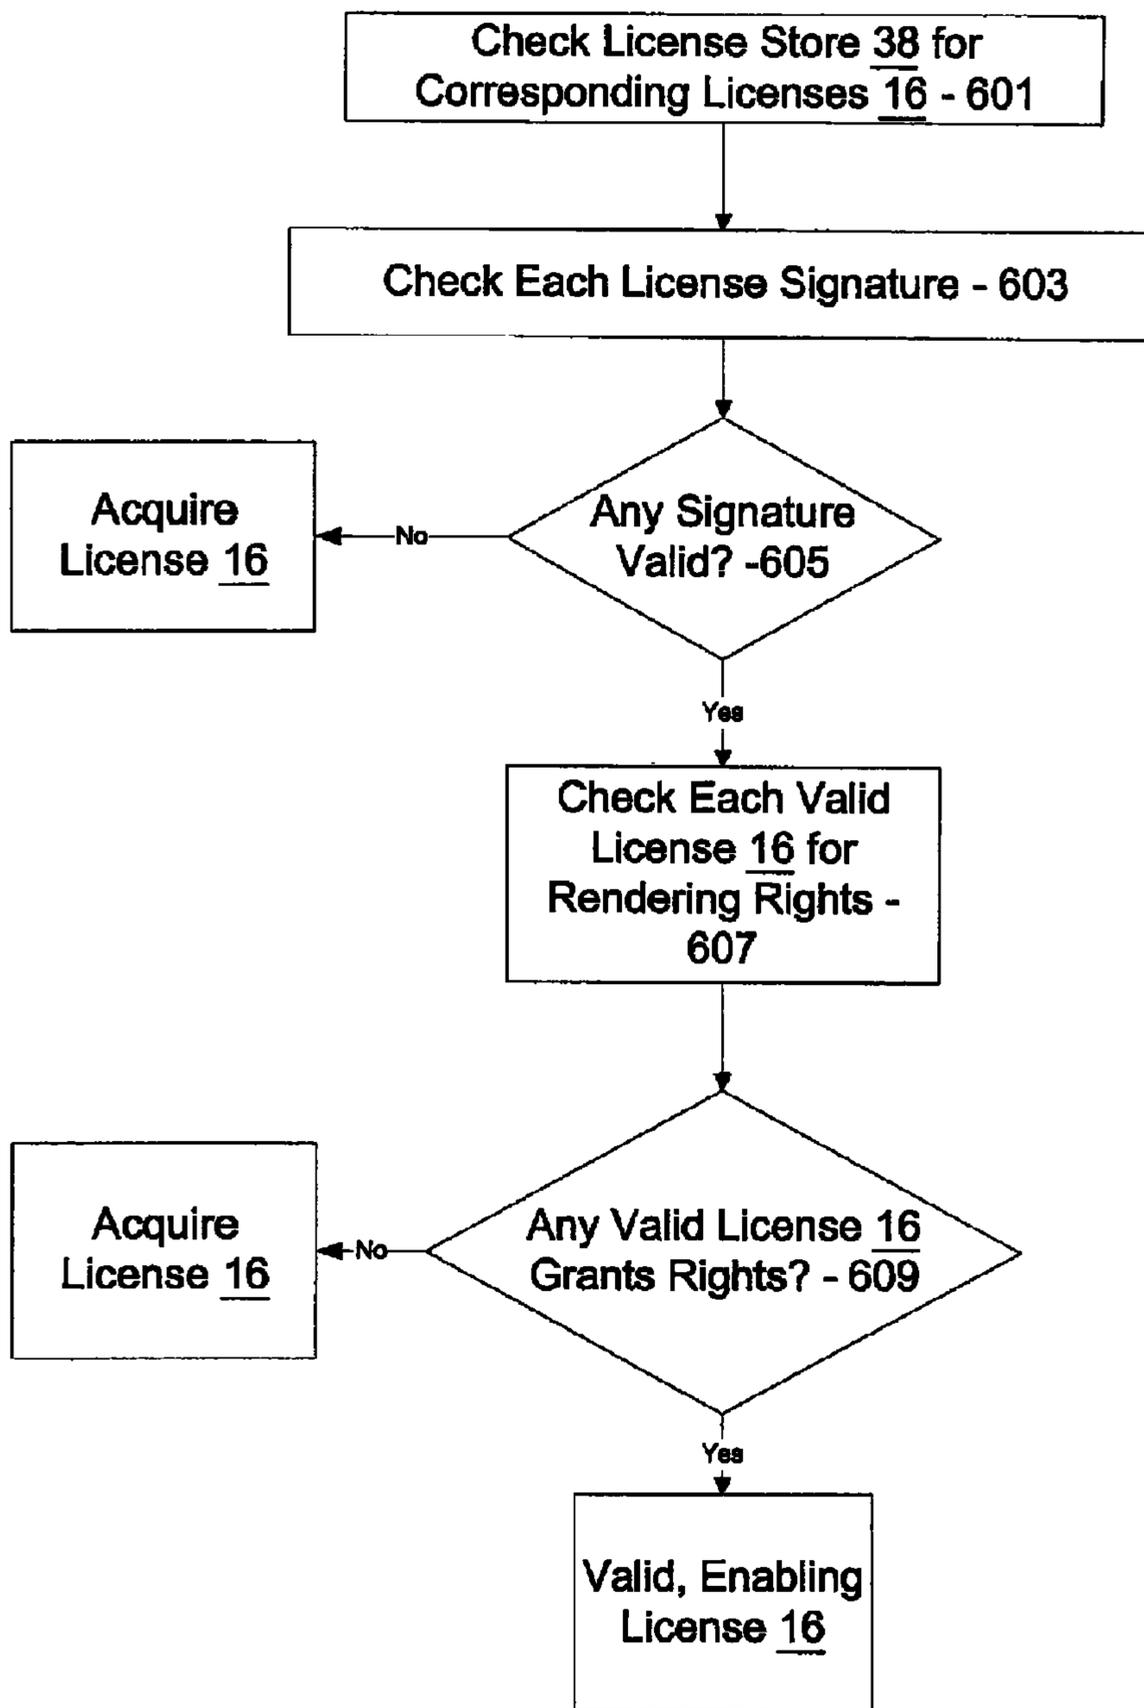 Check License Store 38 for
Corresponding Licenses 16 - 601
Check Each License Signature - 603
Any Signature
Valid? -605
No
Acquire
License 16
Yes
Check Each Valid
License 16 for
Rendering Rights -
607
Any Valid License 16
Grants Rights? - 609
No
Acquire
License 16
Yes
Valid, Enabling
License 16